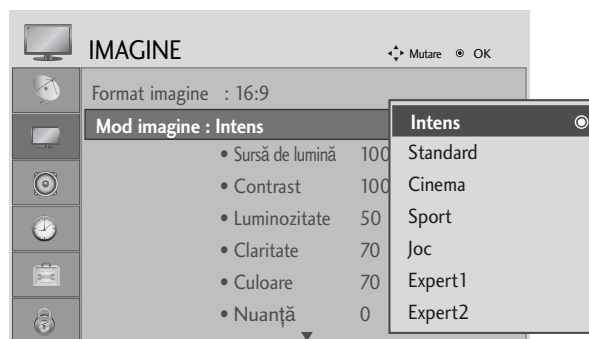 IMAGINE
Mutare OK
Format imagine : 16:9
Mod imagine : Intens
• Sursă de lumină 100
• Contrast 100
• Luminozitate 50
• Claritate 70
• Culoare 70
• Nuanță 0
Intens
Standard
Cinema
Sport
Joc
Expert1
Expert2